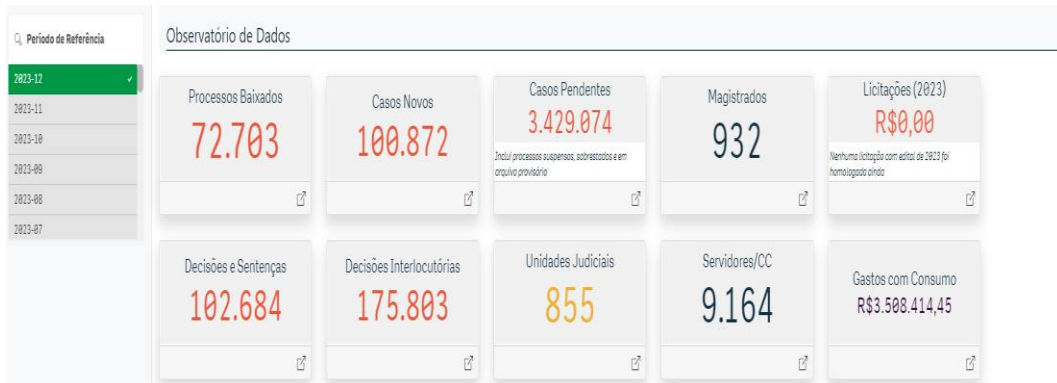 Período de Referência
2023-12
2023-11
2023-10
2023-09
2023-08
2023-07
Observatório de Dados
Processos Baixados
72.703
Casos Novos
100.872
Casos Pendentes
3.429.074
Inclui processos suspensos, sobrestados e em
arquivo provisório
Magistrados
932
Licitações (2023)
R$0,00
Nenhuma licitação com edital de 2023 foi
homologada ainda
Decisões e Sentenças
102.684
Decisões Interlocutórias
175.803
Unidades Judiciais
855
Servidores/CC
9.164
Gastos com Consumo
R$3.508.414,45